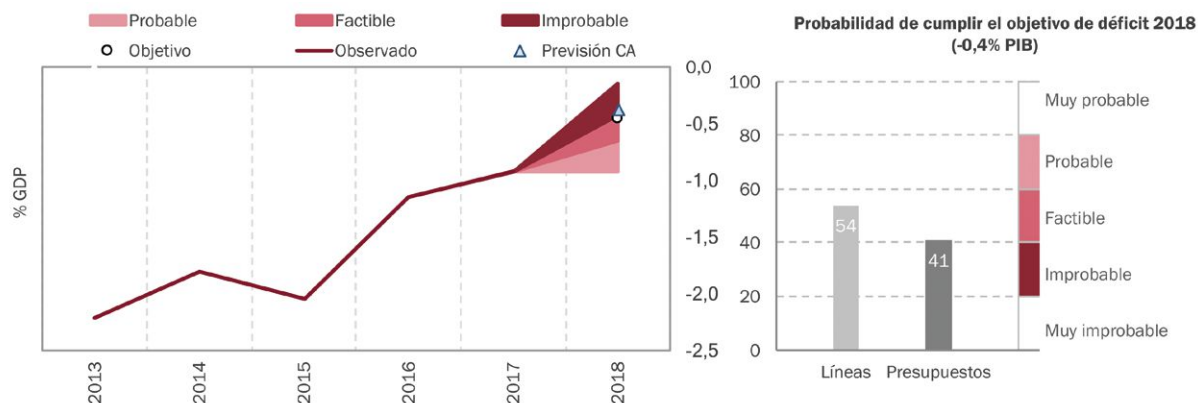 Probable Factible Improbable
Objetivo Observado Previsión CA
% GDP
0,0
-0,5
-1,0
-1,5
-2,0
-2,5
2013 2014 2015 2016 2017 2018
Probabilidad de cumplir el objetivo de déficit 2018
(-0,4% PIB)
100
80
60
40
20
0
54
41
Líneas Presupuestos
Muy probable
Probable
Factible
Improbable
Muy improbable